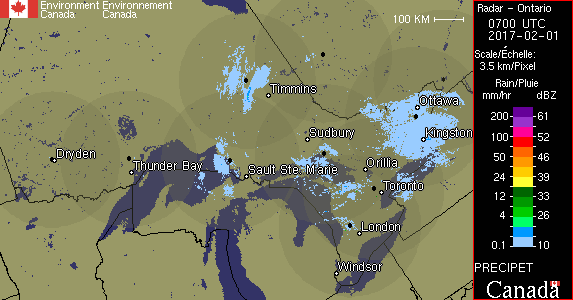 Environment Environnement
Canada Canada
100 KM
Timmins
Ottawa
Sudbury
Kingston
Dryden
Thunder Bay
Sault Ste. Marie
Orillia
Toronto
London
Windsor
Radar - Ontario
0700 UTC
2017-02-01
Scale/Échelle:
3.5 km/Pixel
Rain/Pluie
mm/hr dBZ
200 61
100 52
50 46
24 39
12 33
4 26
1 20
0.1 10
PRECIPET
Canada